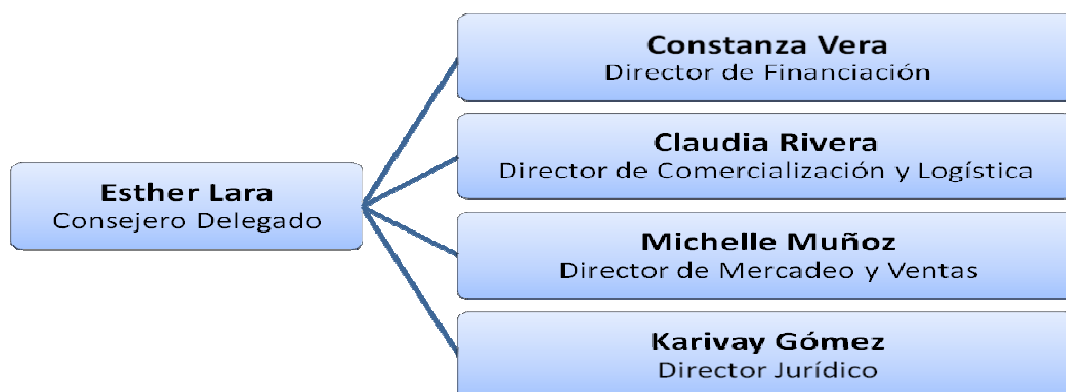 Esther Lara
Consejero Delegado
Constanza Vera
Director de Financiación
Claudia Rivera
Director de Comercialización y Logística
Michelle Muñoz
Director de Mercadeo y Ventas
Karivay Gómez
Director Jurídico